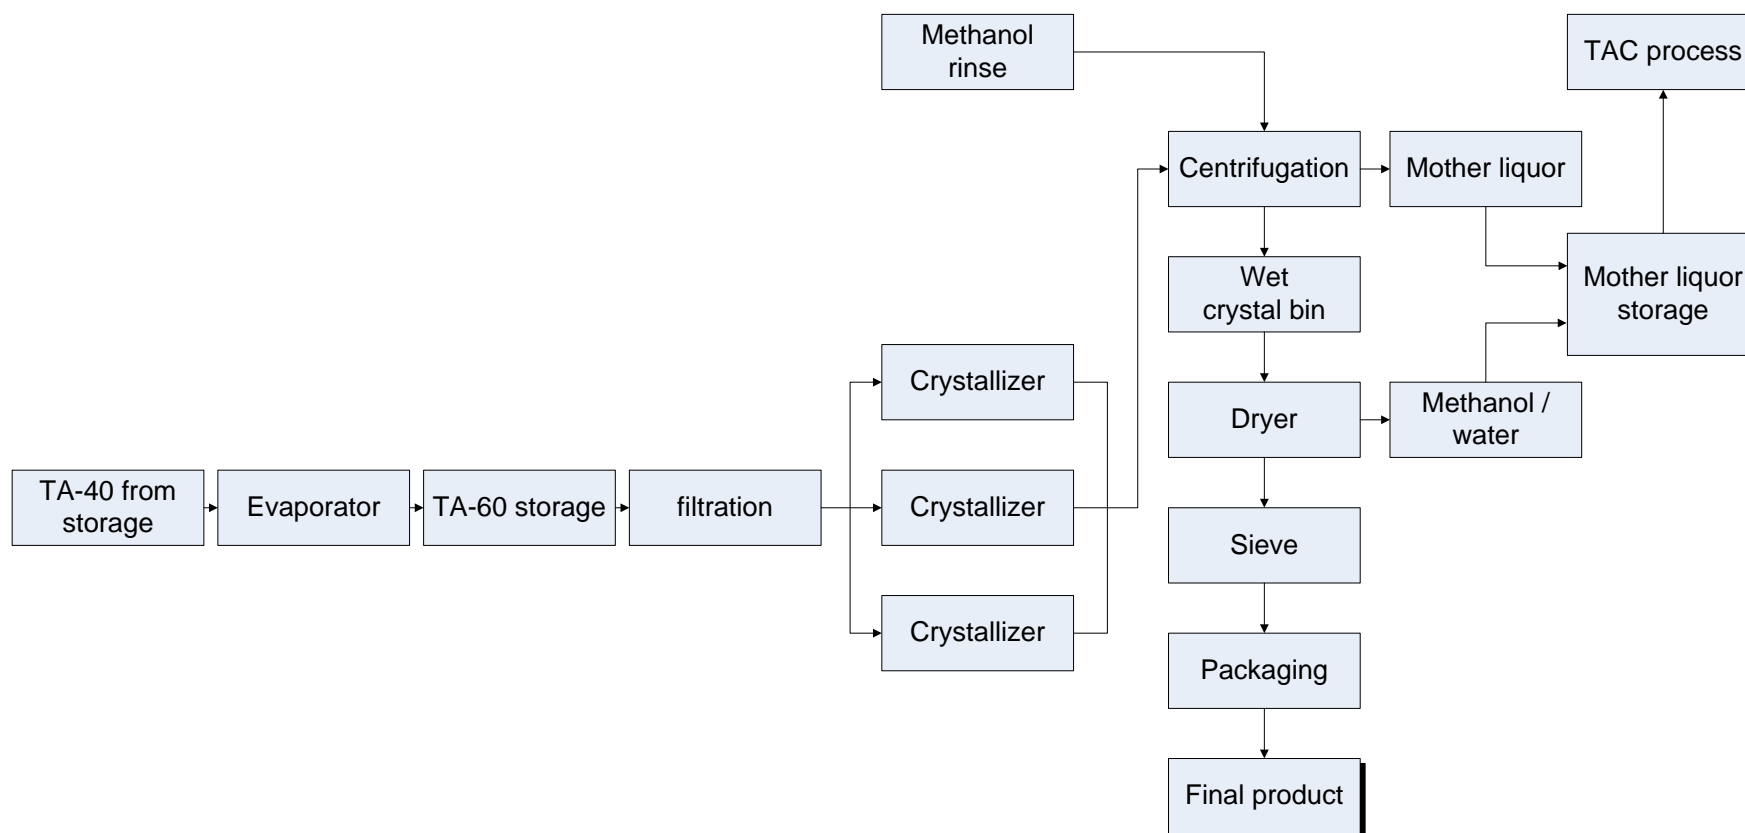 Methanol
rinse
TAC process
Centrifugation
Mother liquor
Wet
crystal bin
Mother liquor
storage
Crystallizer
Dryer
Methanol /
water
TA-40 from
storage
Evaporator
TA-60 storage
filtration
Crystallizer
Sieve
Crystallizer
Packaging
Final product